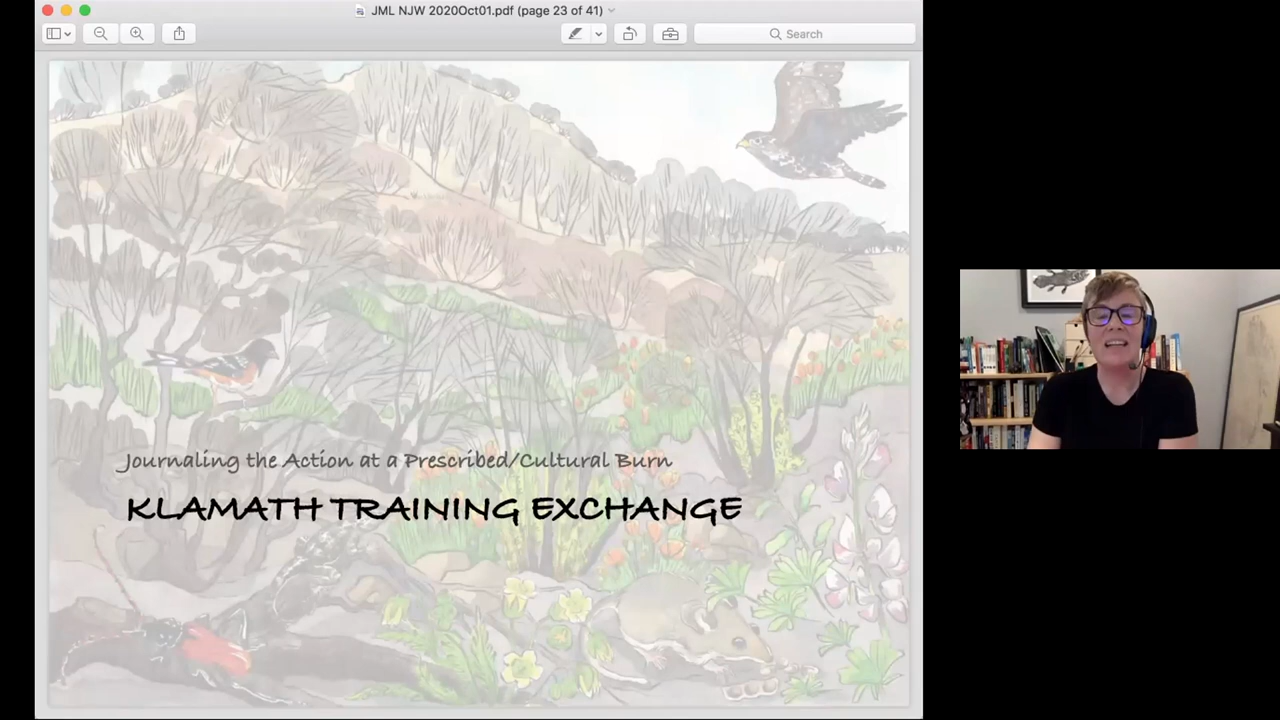 JML NJW 2020Oct01.pdf (page 23 of 41)
Search
Journaling the Action at a Prescribed/Cultural Burn
KLAMATH TRAINING EXCHANGE